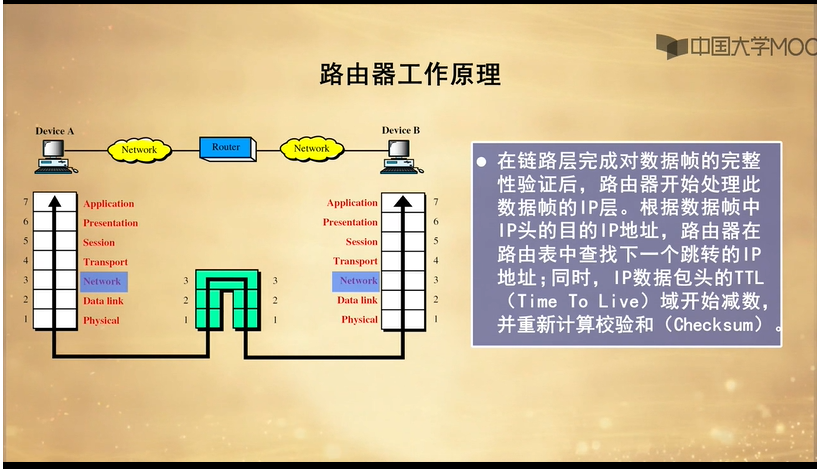 中国大学MOO
路由器工作原理
Device A
Device B
Network
Router
Network
7 Application
6 Presentation
5 Session
4 Transport
3 Network
2 Data link
1 Physical
3 3
2 2
1 1
Application 7
Presentation 6
Session 5
Transport 4
Network 3
Data link 2
Physical 1
在链路层完成对数据帧的完整
性验证后，路由器开始处理此
数据帧的IP层。根据数据帧中
IP头的目的IP地址，路由器在
路由表中查找下一个跳转的IP
地址；同时，IP数据包头的TTL
（Time To Live）域开始减数，
并重新计算校验和（Checksum）。